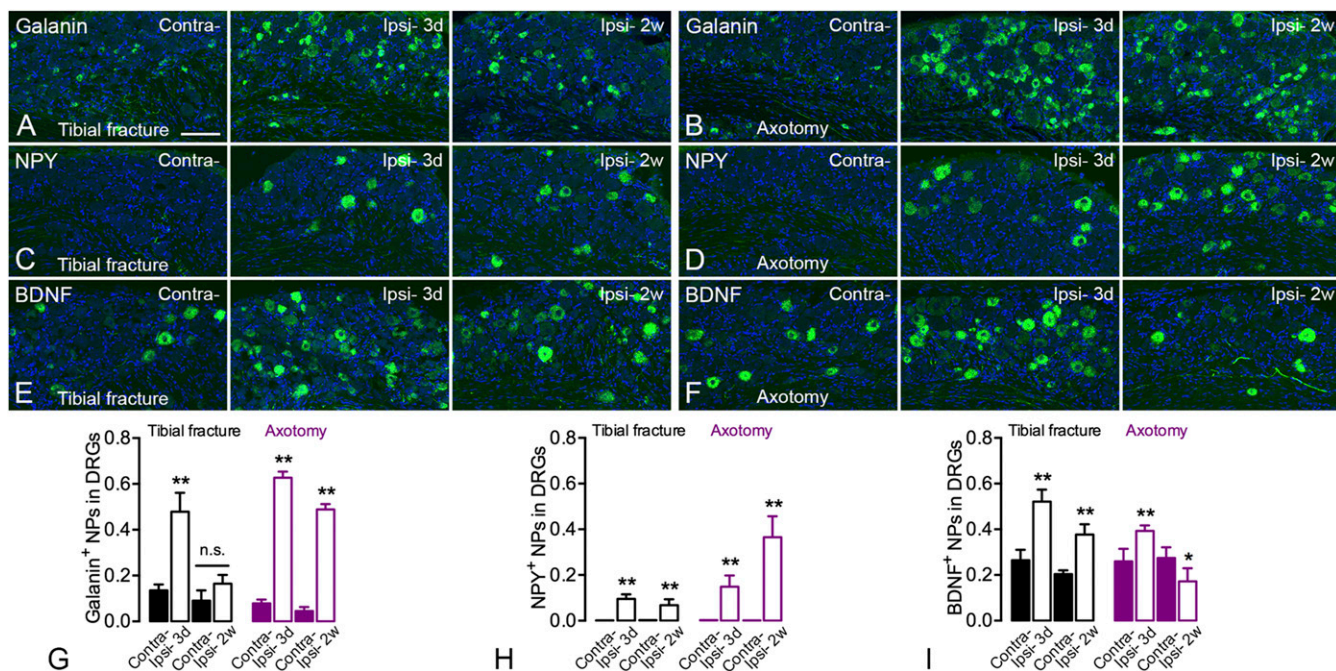 Galanin Contra- Ipsi- 3d Ipsi- 2w
A Tibial fracture
Galanin Contra- Ipsi- 3d Ipsi- 2w
B Axotomy
NPY Contra- Ipsi- 3d Ipsi- 2w
C Tibial fracture
NPY Contra- Ipsi- 3d Ipsi- 2w
D Axotomy
BDNF Contra- Ipsi- 3d Ipsi- 2w
E Tibial fracture
BDNF Contra- Ipsi- 3d Ipsi- 2w
F Axotomy
Tibial fracture Axotomy
Galanin+ NPs in DRGs
0.8
0.6
0.4
0.2
0.0
** n.s. ** **
Contra- Ipsi- 3d Contra- Ipsi- 2w Contra- Ipsi- 3d Contra- Ipsi- 2w
G
Tibial fracture Axotomy
NPY+ NPs in DRGs
0.8
0.6
0.4
0.2
0.0
** ** ** **
Contra- Ipsi- 3d Contra- Ipsi- 2w Contra- Ipsi- 3d Contra- Ipsi- 2w
H
Tibial fracture Axotomy
BDNF+ NPs in DRGs
0.8
0.6
0.4
0.2
0.0
** ** ** *
Contra- Ipsi- 3d Contra- Ipsi- 2w Contra- Ipsi- 3d Contra- Ipsi- 2w
I